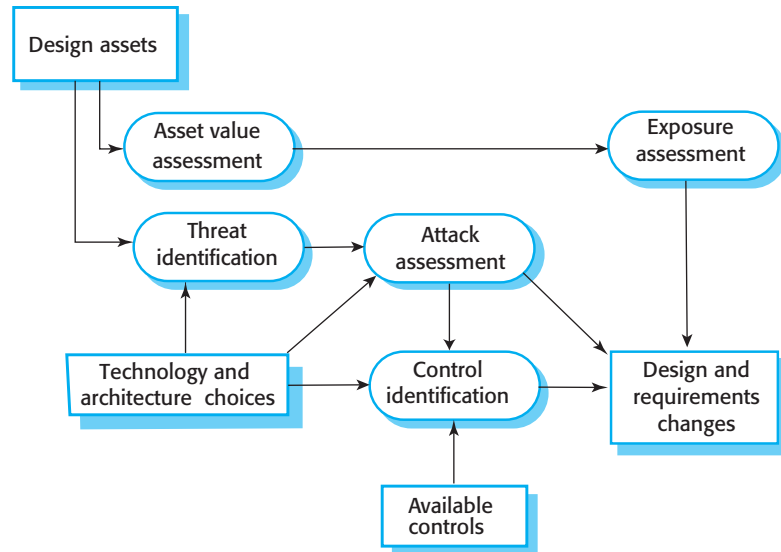 Design assets
Asset value
assessment
Exposure
assessment
Threat
identification
Attack
assessment
Technology and
architecture choices
Control
identification
Design and
requirements
changes
Available
controls